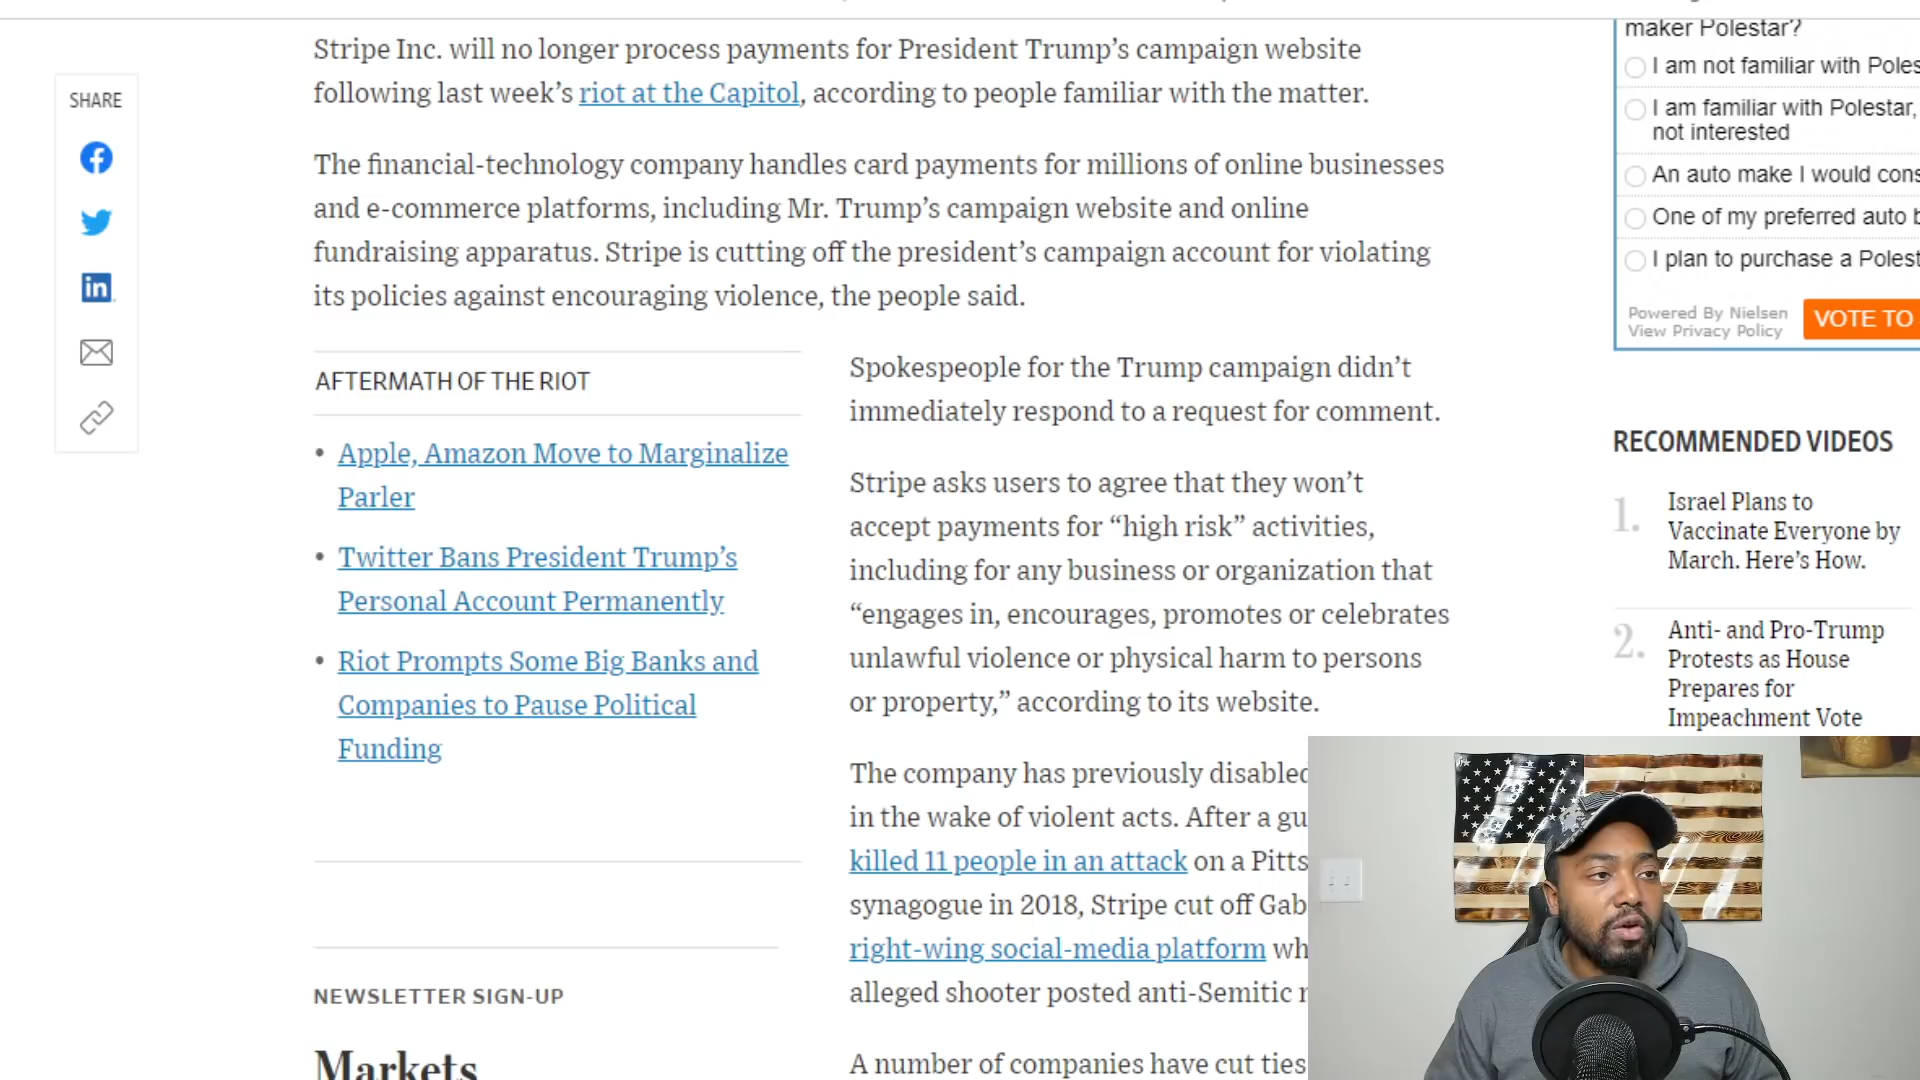 SHARE
Stripe Inc. will no longer process payments for President Trump’s campaign website
following last week’s riot at the Capitol, according to people familiar with the matter.
The financial-technology company handles card payments for millions of online businesses
and e-commerce platforms, including Mr. Trump’s campaign website and online
fundraising apparatus. Stripe is cutting off the president’s campaign account for violating
its policies against encouraging violence, the people said.
AFTERMATH OF THE RIOT
• Apple, Amazon Move to Marginalize
Parler
• Twitter Bans President Trump’s
Personal Account Permanently
• Riot Prompts Some Big Banks and
Companies to Pause Political
Funding
NEWSLETTER SIGN-UP
Markets
Spokespeople for the Trump campaign didn’t
immediately respond to a request for comment.
Stripe asks users to agree that they won’t
accept payments for “high risk” activities,
including for any business or organization that
“engages in, encourages, promotes or celebrates
unlawful violence or physical harm to persons
or property,” according to its website.
The company has previously disabled
in the wake of violent acts. After a gu
killed 11 people in an attack on a Pitts
synagogue in 2018, Stripe cut off Gab
right-wing social-media platform wh
alleged shooter posted anti-Semitic
A number of companies have cut ties
maker Polestar?
I am not familiar with Poles
I am familiar with Polestar,
not interested
An auto make I would cons
One of my preferred auto b
I plan to purchase a Polest
Powered By Nielsen
View Privacy Policy
VOTE TO
RECOMMENDED VIDEOS
1. Israel Plans to
Vaccinate Everyone by
March. Here’s How.
2. Anti- and Pro-Trump
Protests as House
Prepares for
Impeachment Vote